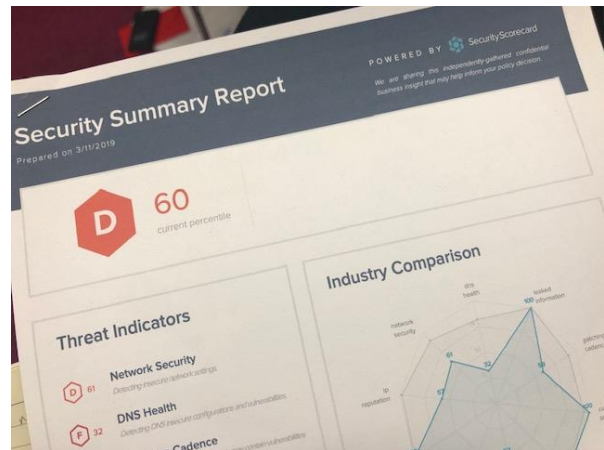 POWERED BY SecurityScorecard
We are sharing this independently-gathered confidential
business insight that may help inform your policy decision.
Security Summary Report
Prepared on 3/11/2019
D
60
current percentile
Industry Comparison
dns
health
100 leaked
information
network
security
patching
cadence
61
32
59
ip
reputation
57
100
Threat Indicators
D 61
Network Security
Detecting insecure network settings.
F 32
DNS Health
Detecting DNS insecure configurations and vulnerabilities.
Cadence